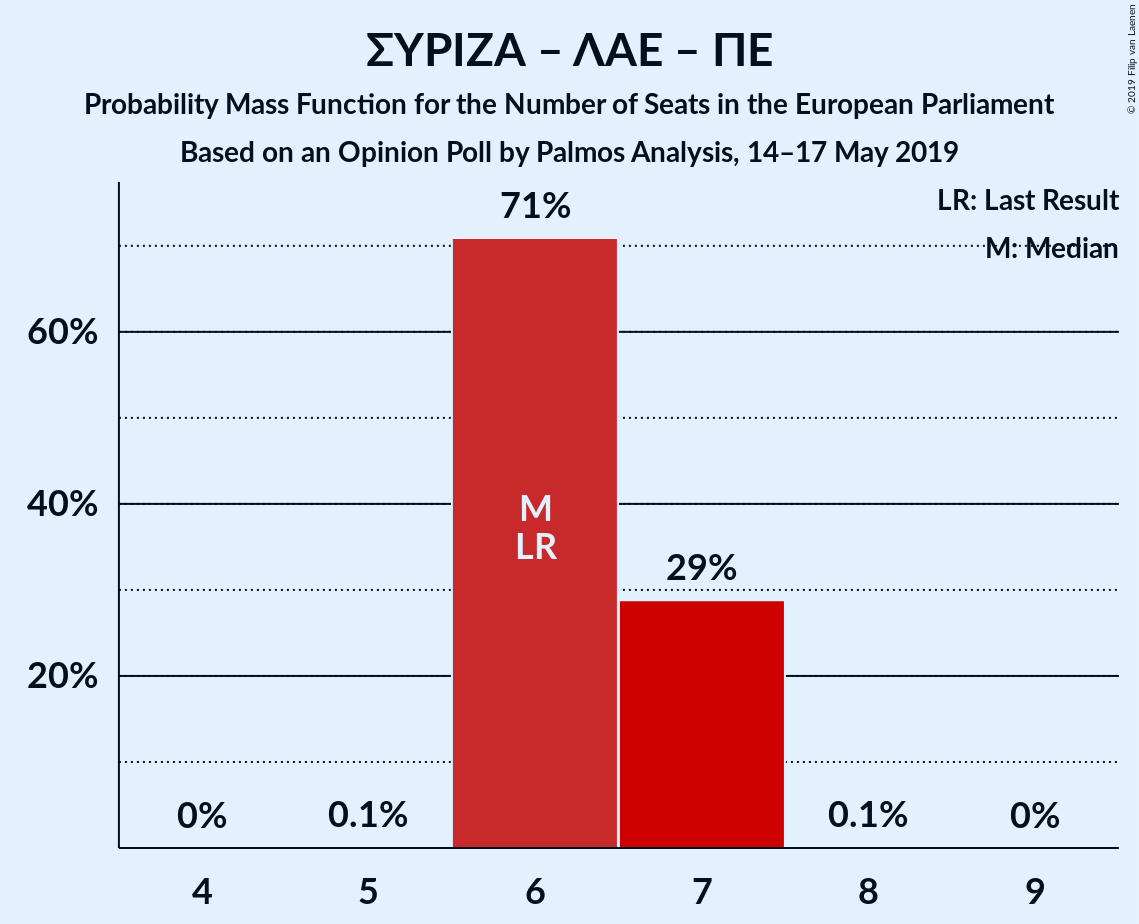 ΣΥΡΙΖΑ – ΛΑΕ – ΠΕ
Probability Mass Function for the Number of Seats in the European Parliament
Based on an Opinion Poll by Palmos Analysis, 14–17 May 2019
© 2019 Filip van Laenen
LR: Last Result
M: Median
71%
60%
40%
M
LR
29%
20%
0%
0.1%
0.1%
0%
4 5 6 7 8 9